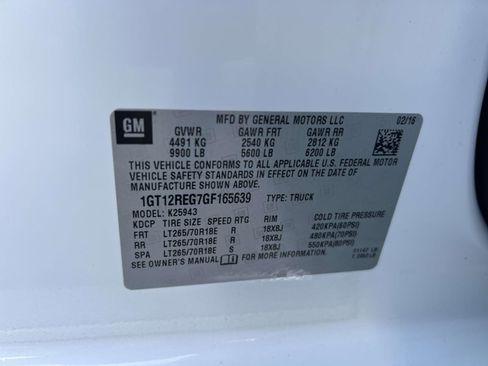 GM
MFD BY GENERAL MOTORS LLC 02/16
GVWR GAWR FRT GAWR RR
4491 KG 2540 KG 2812 KG
9900 LB 5600 LB 6200 LB
THIS VEHICLE CONFORMS TO ALL APPLICABLE U.S. FEDERAL MOTOR
VEHICLE SAFETY STANDARDS IN EFFECT ON THE DATE OF
MANUFACTURE SHOWN ABOVE.
1GT12REG7GF165639 TYPE: TRUCK
MODEL: K25943
KDCP TIRE SIZE SPEED RTG RIM COLD TIRE PRESSURE
FRT LT265/70R18E R 18X8J 420KPA(60PSI)
RR LT265/70R18E R 18X8J 480KPA(70PSI)
SPA LT265/70R18E S 18X8J 550KPA(80PSI)
SEE OWNER'S MANUAL FOR MORE INFORMATION.